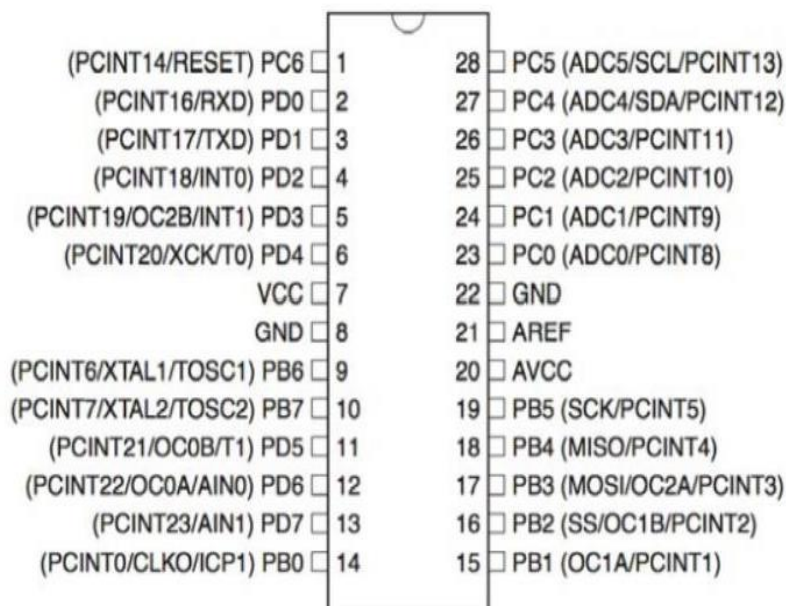 (PCINT14/RESET) PC6 1 28 PC5 (ADC5/SCL/PCINT13)
(PCINT16/RXD) PD0 2 27 PC4 (ADC4/SDA/PCINT12)
(PCINT17/TXD) PD1 3 26 PC3 (ADC3/PCINT11)
(PCINT18/INT0) PD2 4 25 PC2 (ADC2/PCINT10)
(PCINT19/OC2B/INT1) PD3 5 24 PC1 (ADC1/PCINT9)
(PCINT20/XCK/T0) PD4 6 23 PC0 (ADC0/PCINT8)
VCC 7 22 GND
GND 8 21 AREF
(PCINT6/XTAL1/TOSC1) PB6 9 20 AVCC
(PCINT7/XTAL2/TOSC2) PB7 10 19 PB5 (SCK/PCINT5)
(PCINT21/OC0B/T1) PD5 11 18 PB4 (MISO/PCINT4)
(PCINT22/OC0A/AIN0) PD6 12 17 PB3 (MOSI/OC2A/PCINT3)
(PCINT23/AIN1) PD7 13 16 PB2 (SS/OC1B/PCINT2)
(PCINT0/CLKO/ICP1) PB0 14 15 PB1 (OC1A/PCINT1)